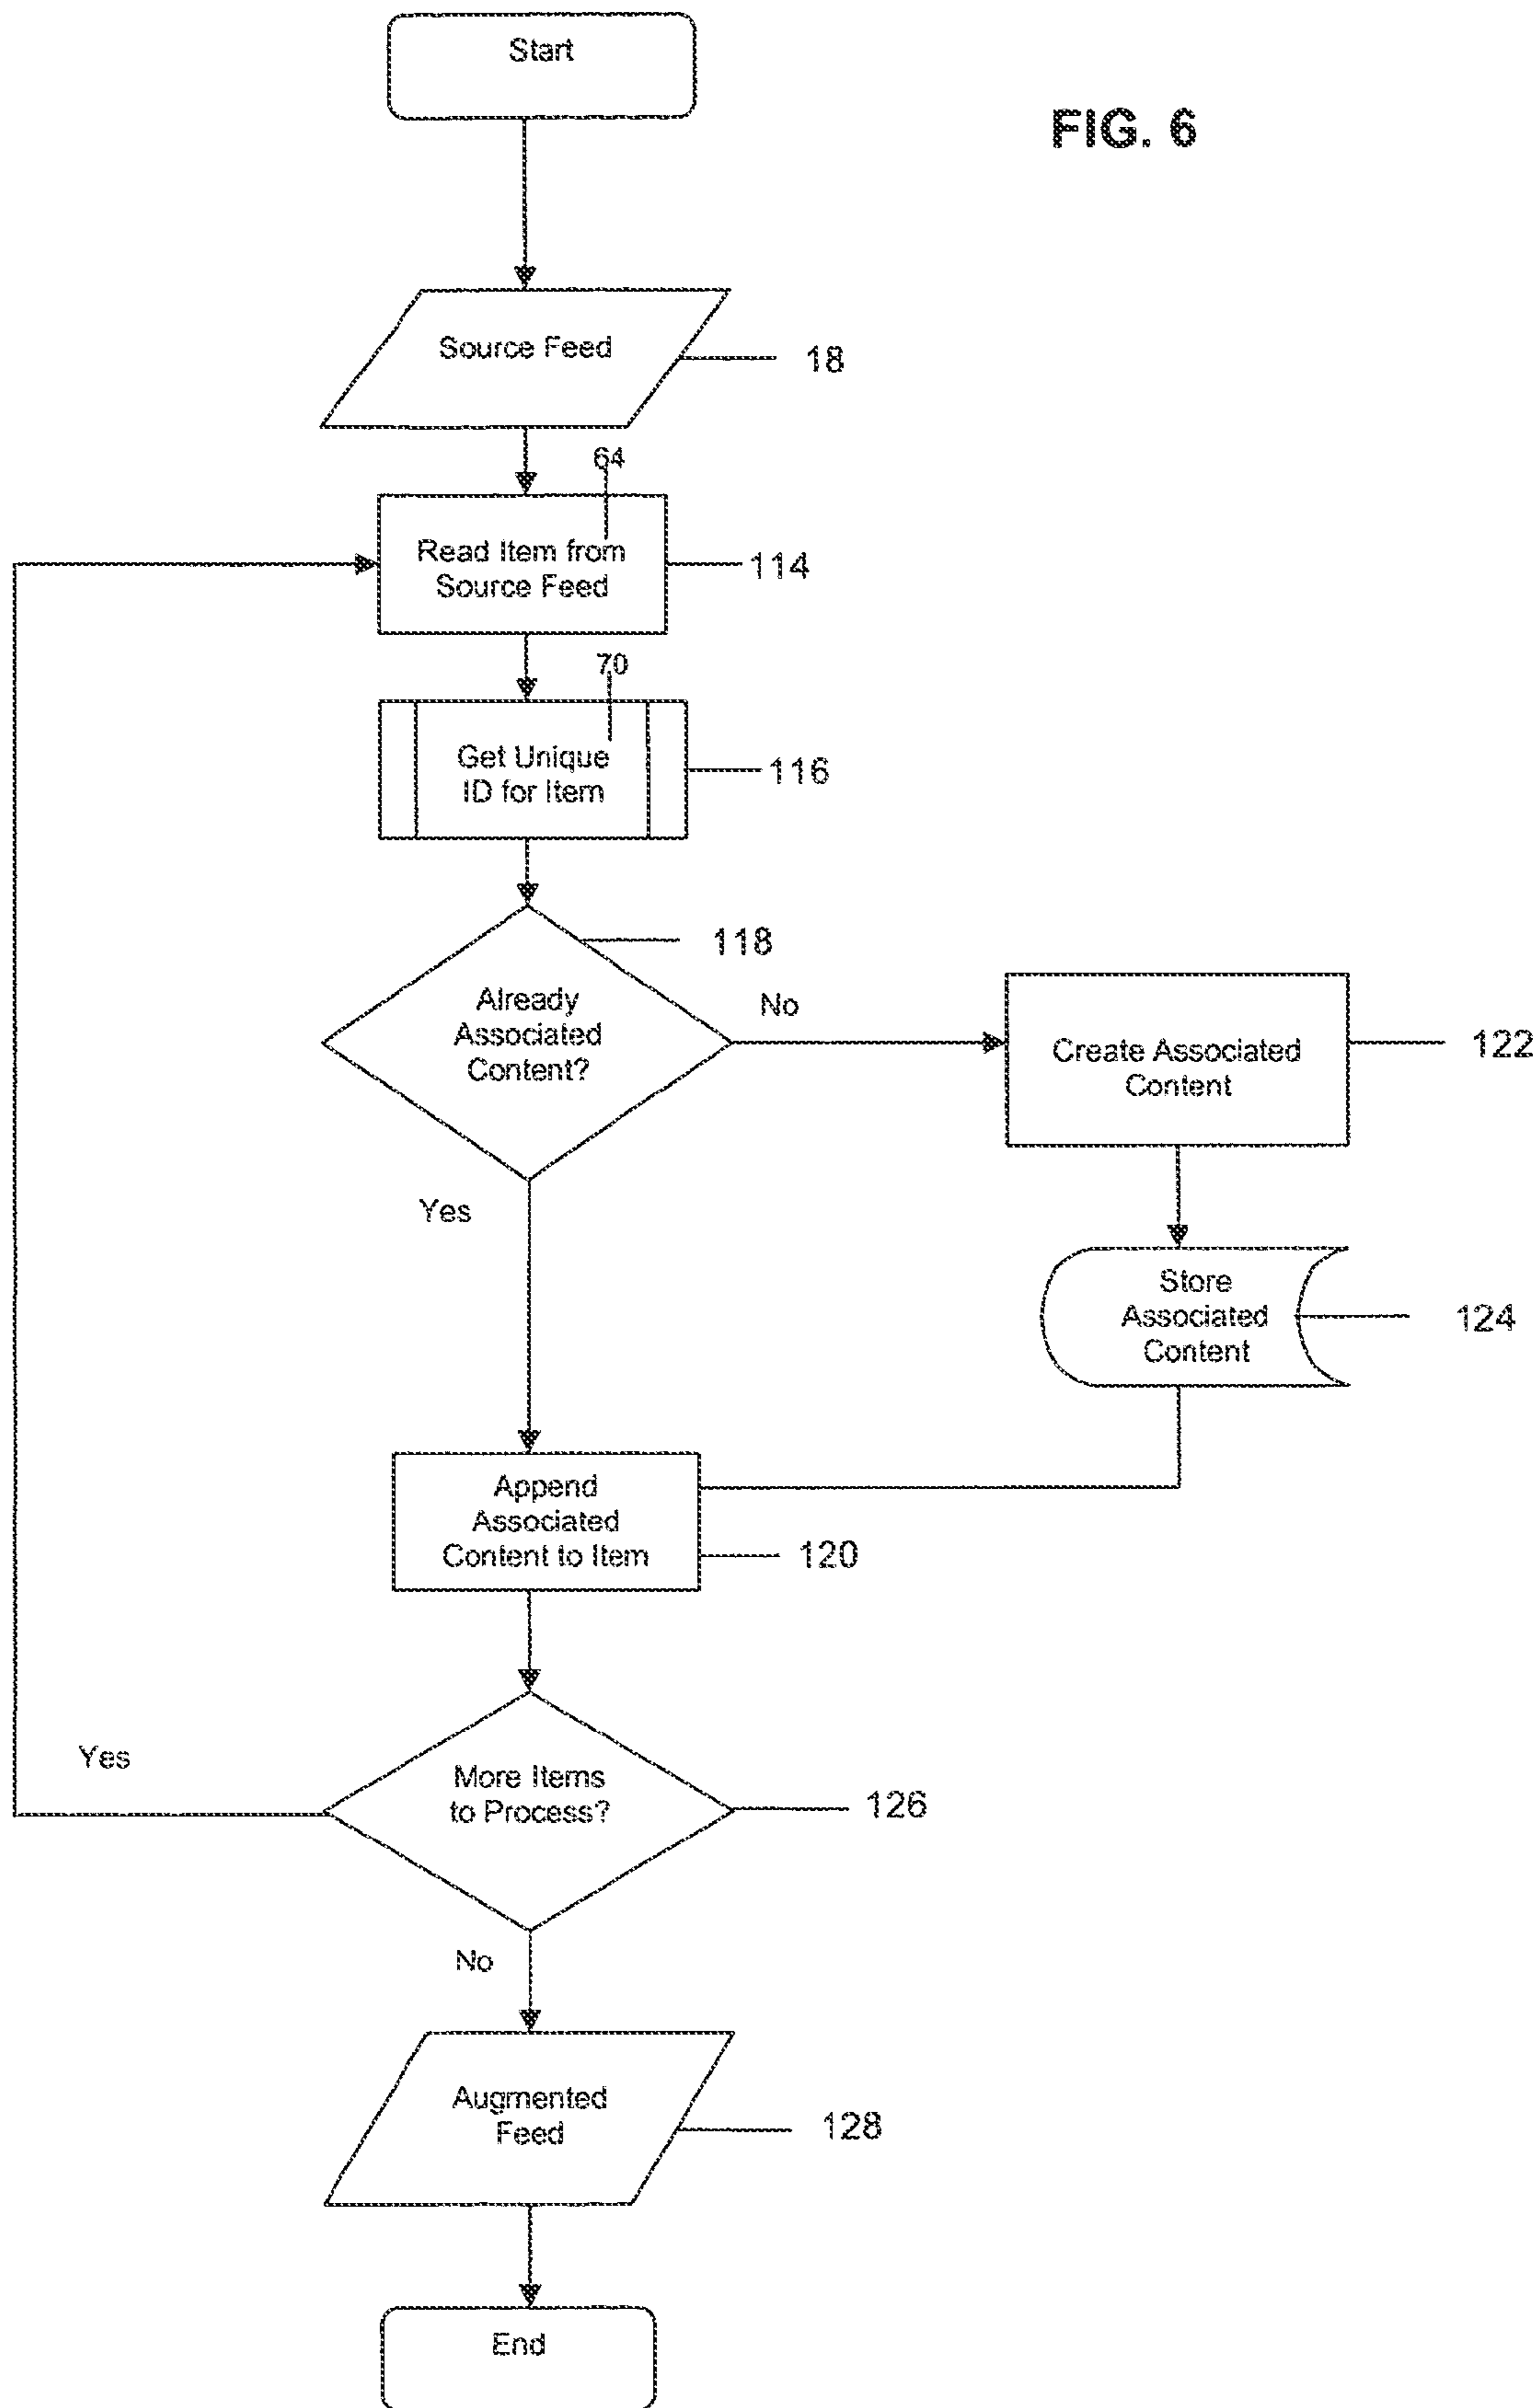 Start
FIG. 6
Source Feed
18
64
Read Item from
Source Feed
114
70
Get Unique
ID for Item
116
118
Already
Associated
Content?
No
Create Associated
Content
122
Yes
Store
Associated
Content
124
Append
Associated
Content to Item
120
Yes
More Items
to Process?
126
No
Augmented
Feed
128
End